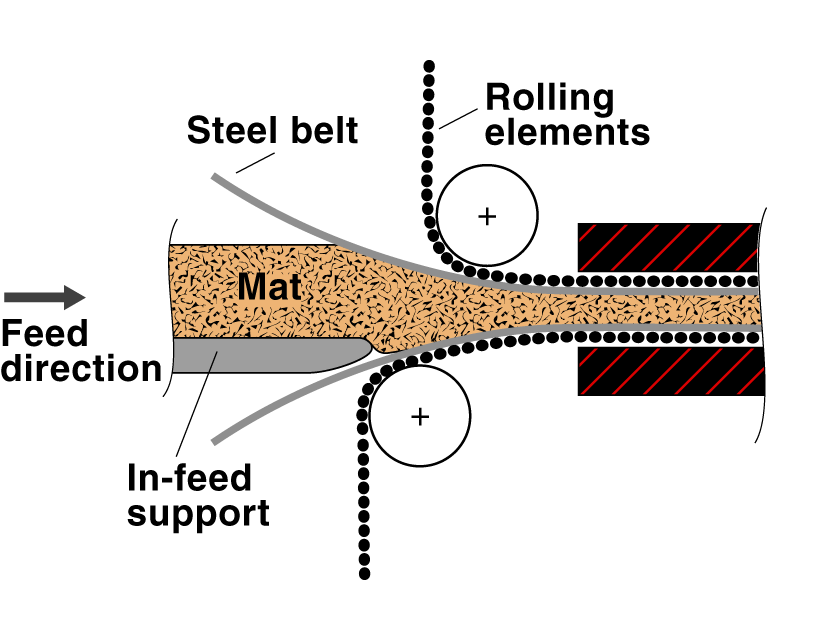 Rolling
elements
Steel belt
Mat
Feed
direction
In-feed
support